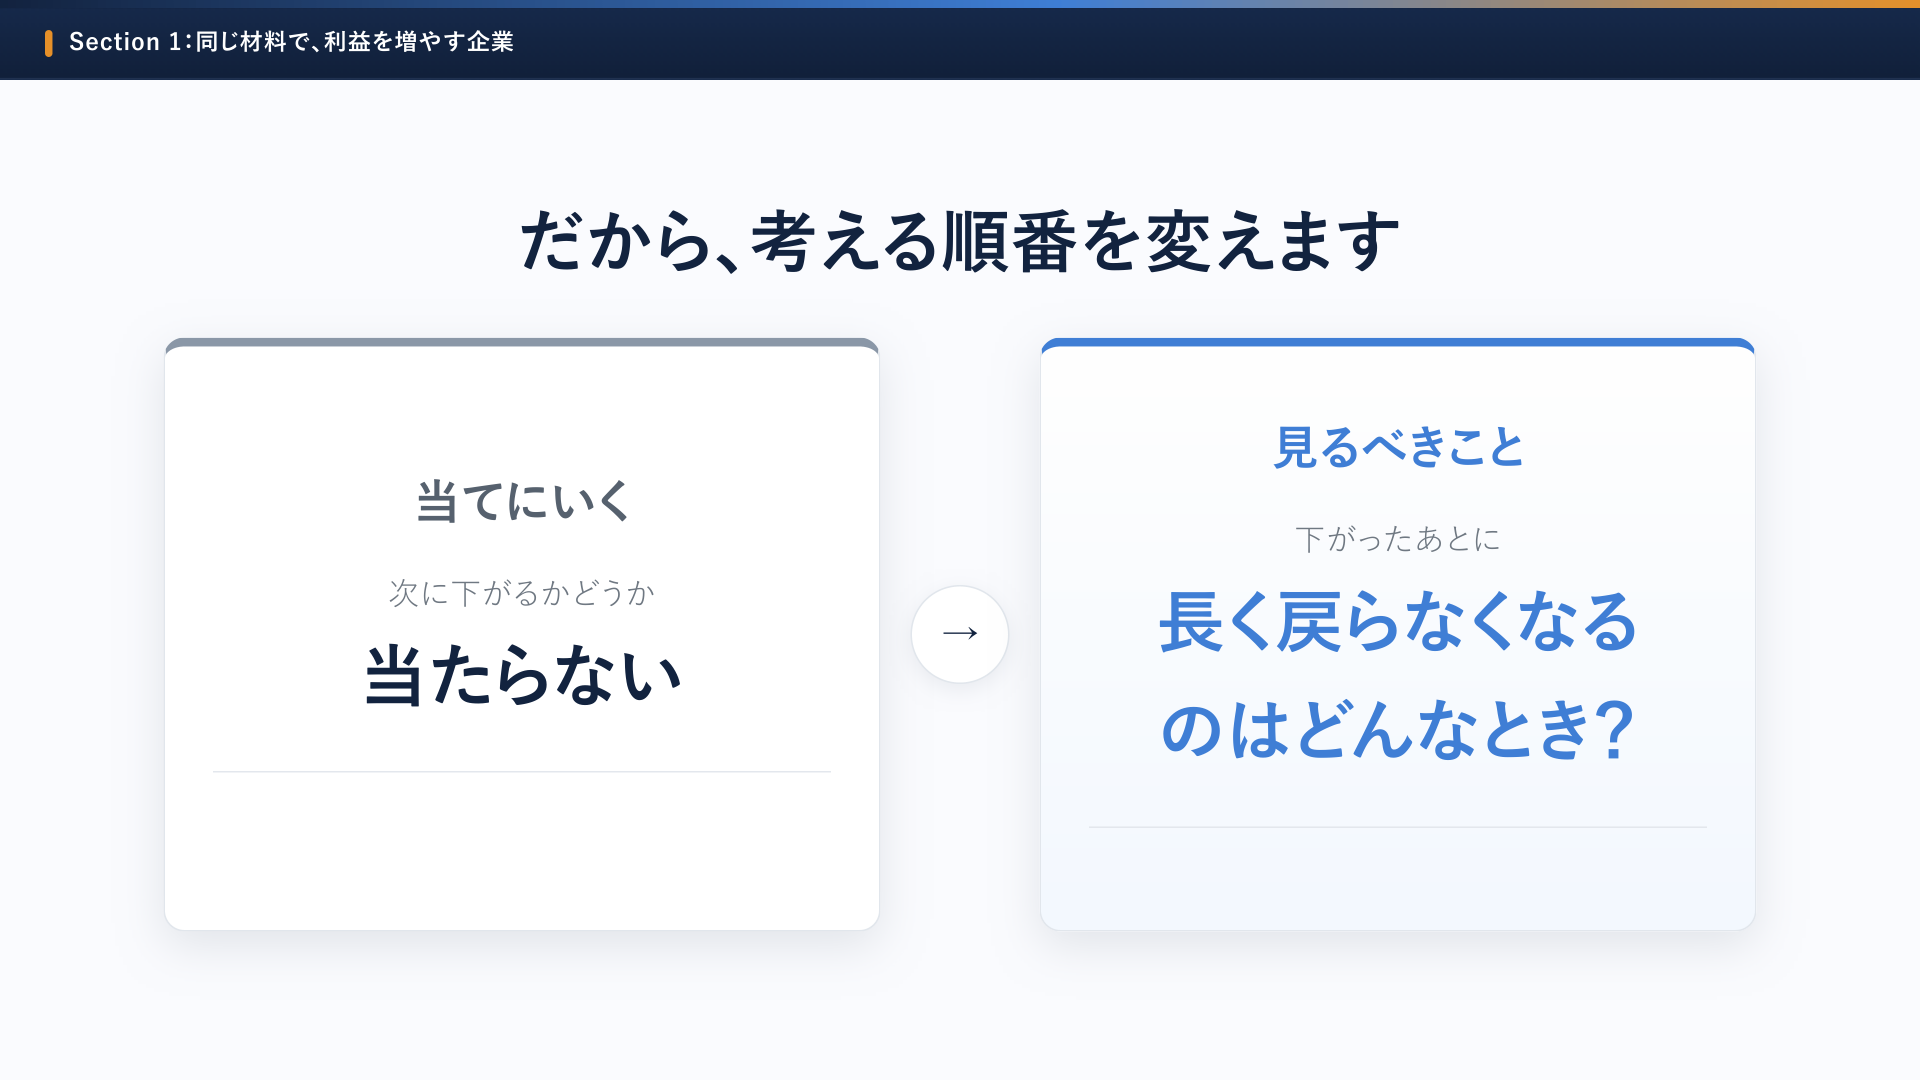 Section 1：同じ材料で、利益を増やす企業
だから、考える順番を変えます
当てにいく
次に下がるかどうか
当たらない
→
見るべきこと
下がったあとに
長く戻らなくなる
のはどんなとき？